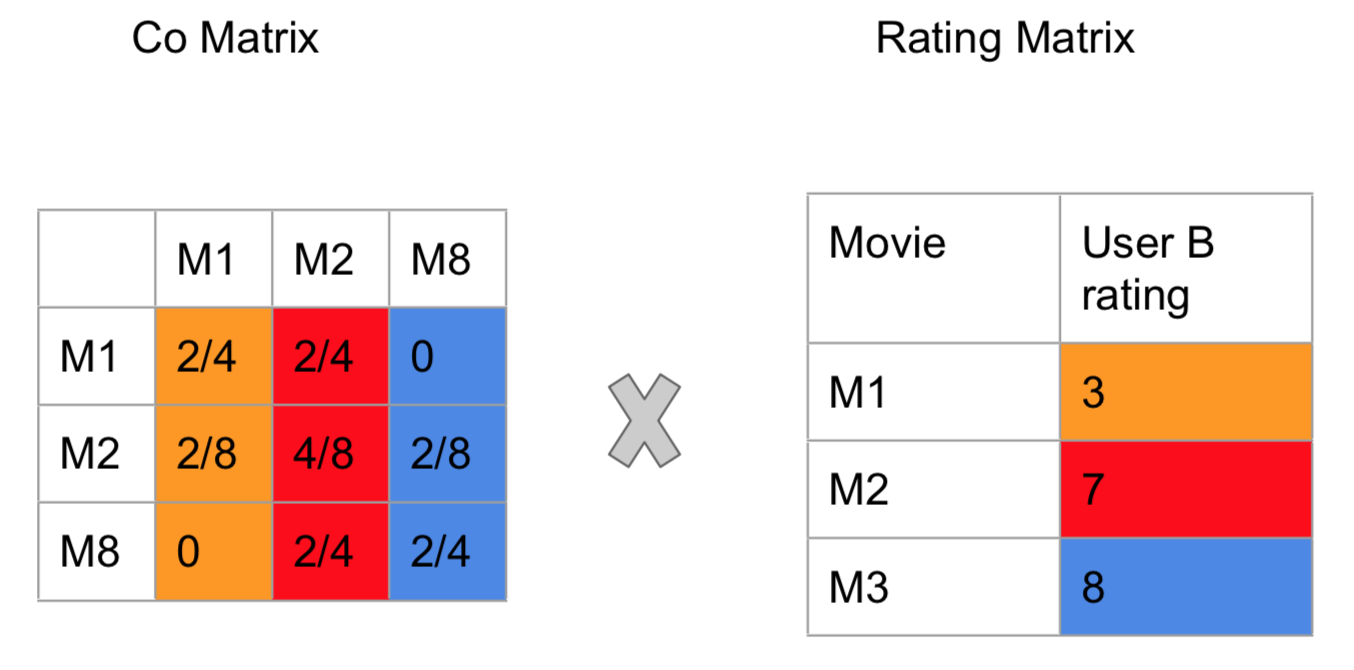 Co Matrix
Rating Matrix
M1 M2 M8
M1 2/4 2/4 0
M2 2/8 4/8 2/8
M8 0 2/4 2/4
Movie User B
rating
M1 3
M2 7
M3 8